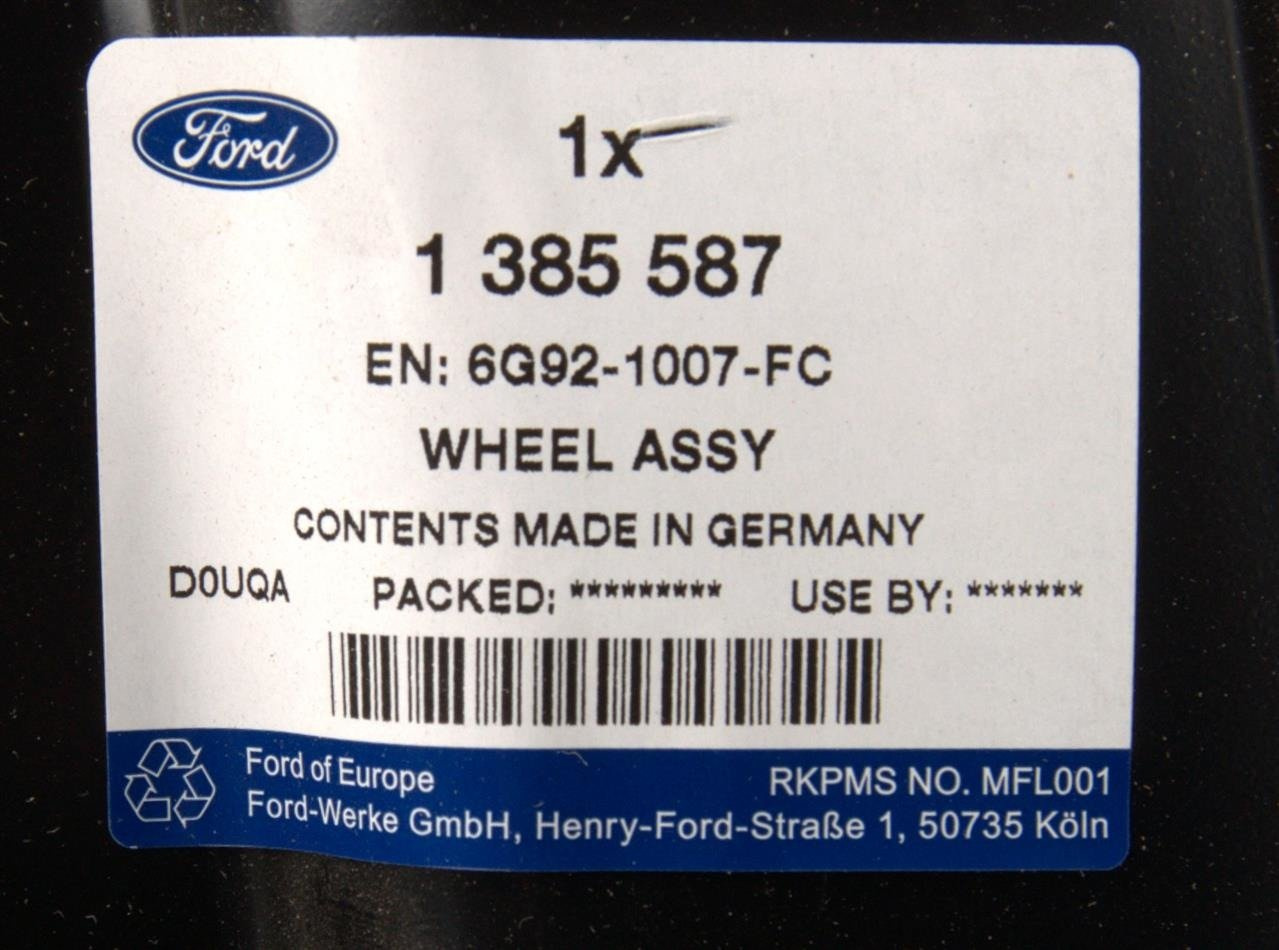 Ford
1x
1 385 587
EN: 6G92-1007-FC
WHEEL ASSY
CONTENTS MADE IN GERMANY
D0UQA PACKED: ********* USE BY: *******
Ford of Europe
RKPMS NO. MFL001
Ford-Werke GmbH, Henry-Ford-Straße 1, 50735 Köln